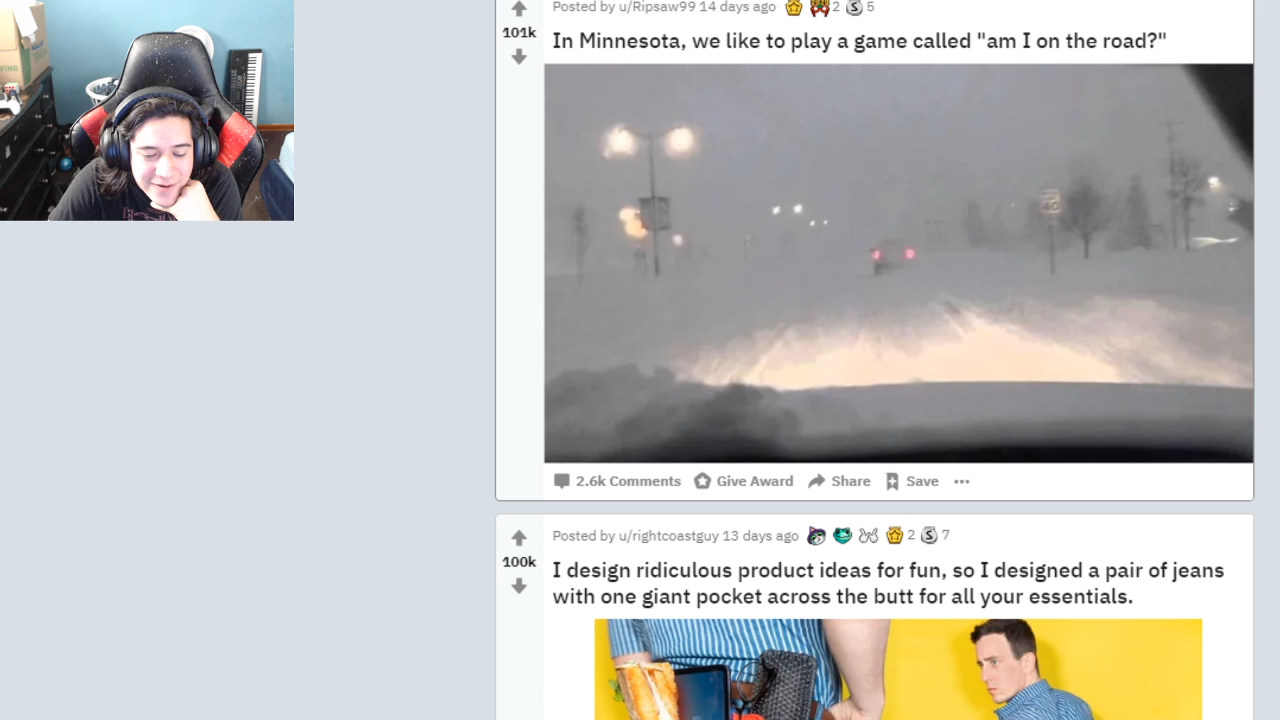 Posted by u/Ripsaw99 14 days ago 2 5
101k
In Minnesota, we like to play a game called "am I on the road?"
40
2.6k Comments Give Award Share Save
Posted by u/rightcoastguy 13 days ago 2 7
100k
I design ridiculous product ideas for fun, so I designed a pair of jeans
with one giant pocket across the butt for all your essentials.